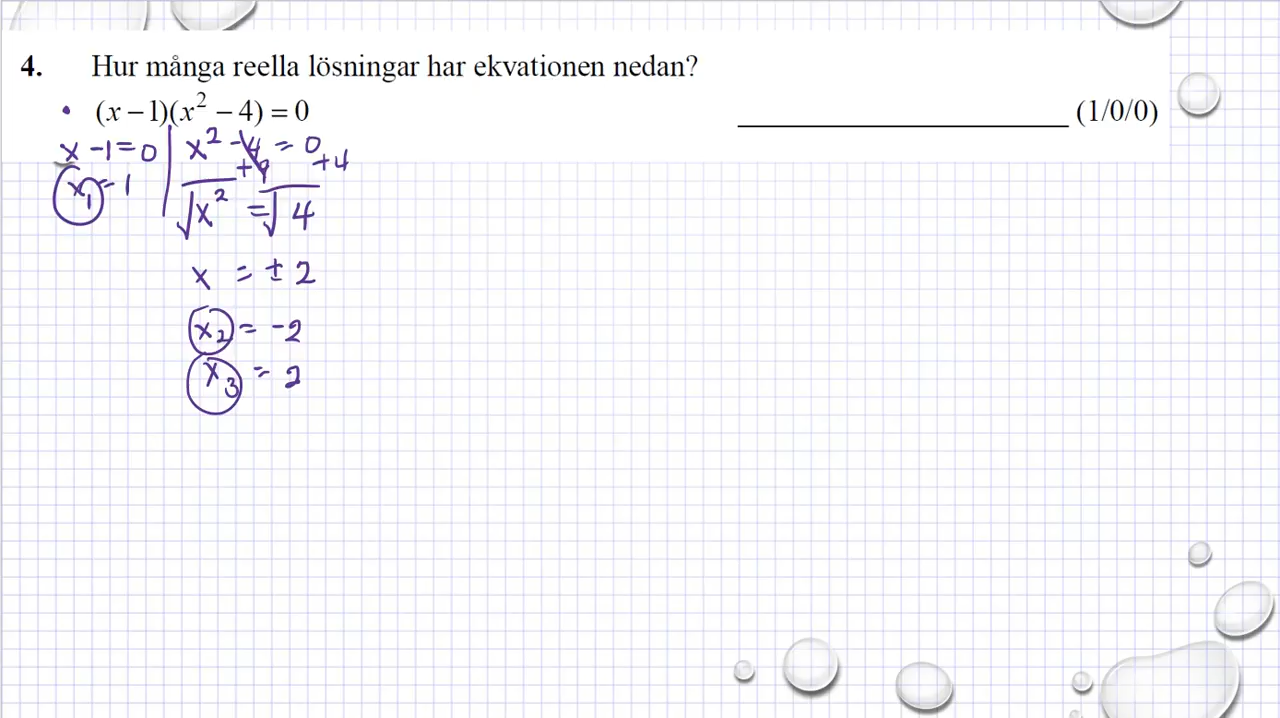 4. Hur många reella lösningar har ekvationen nedan?
• (x − 1)(x² − 4) = 0 ____________ (1/0/0)
x − 1 = 0 | x² − 4 = 0
+4 +4
x₁ = 1
√x² = √4
x = ± 2
x₂ = -2
x₃ = 2